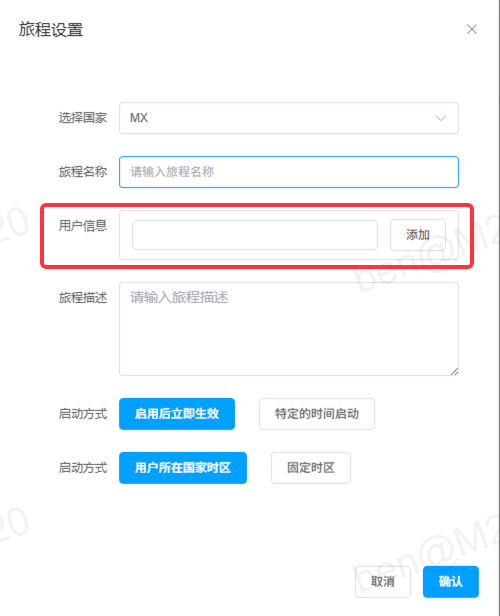 旅程设置
选择国家 MX
旅程名称 请输入旅程名称
用户信息 添加
旅程描述 请输入旅程描述
启动方式 启用后立即生效 特定的时间启动
启动方式 用户所在国家时区 固定时区
取消 确认
20
ben@M2
20
ben@M2